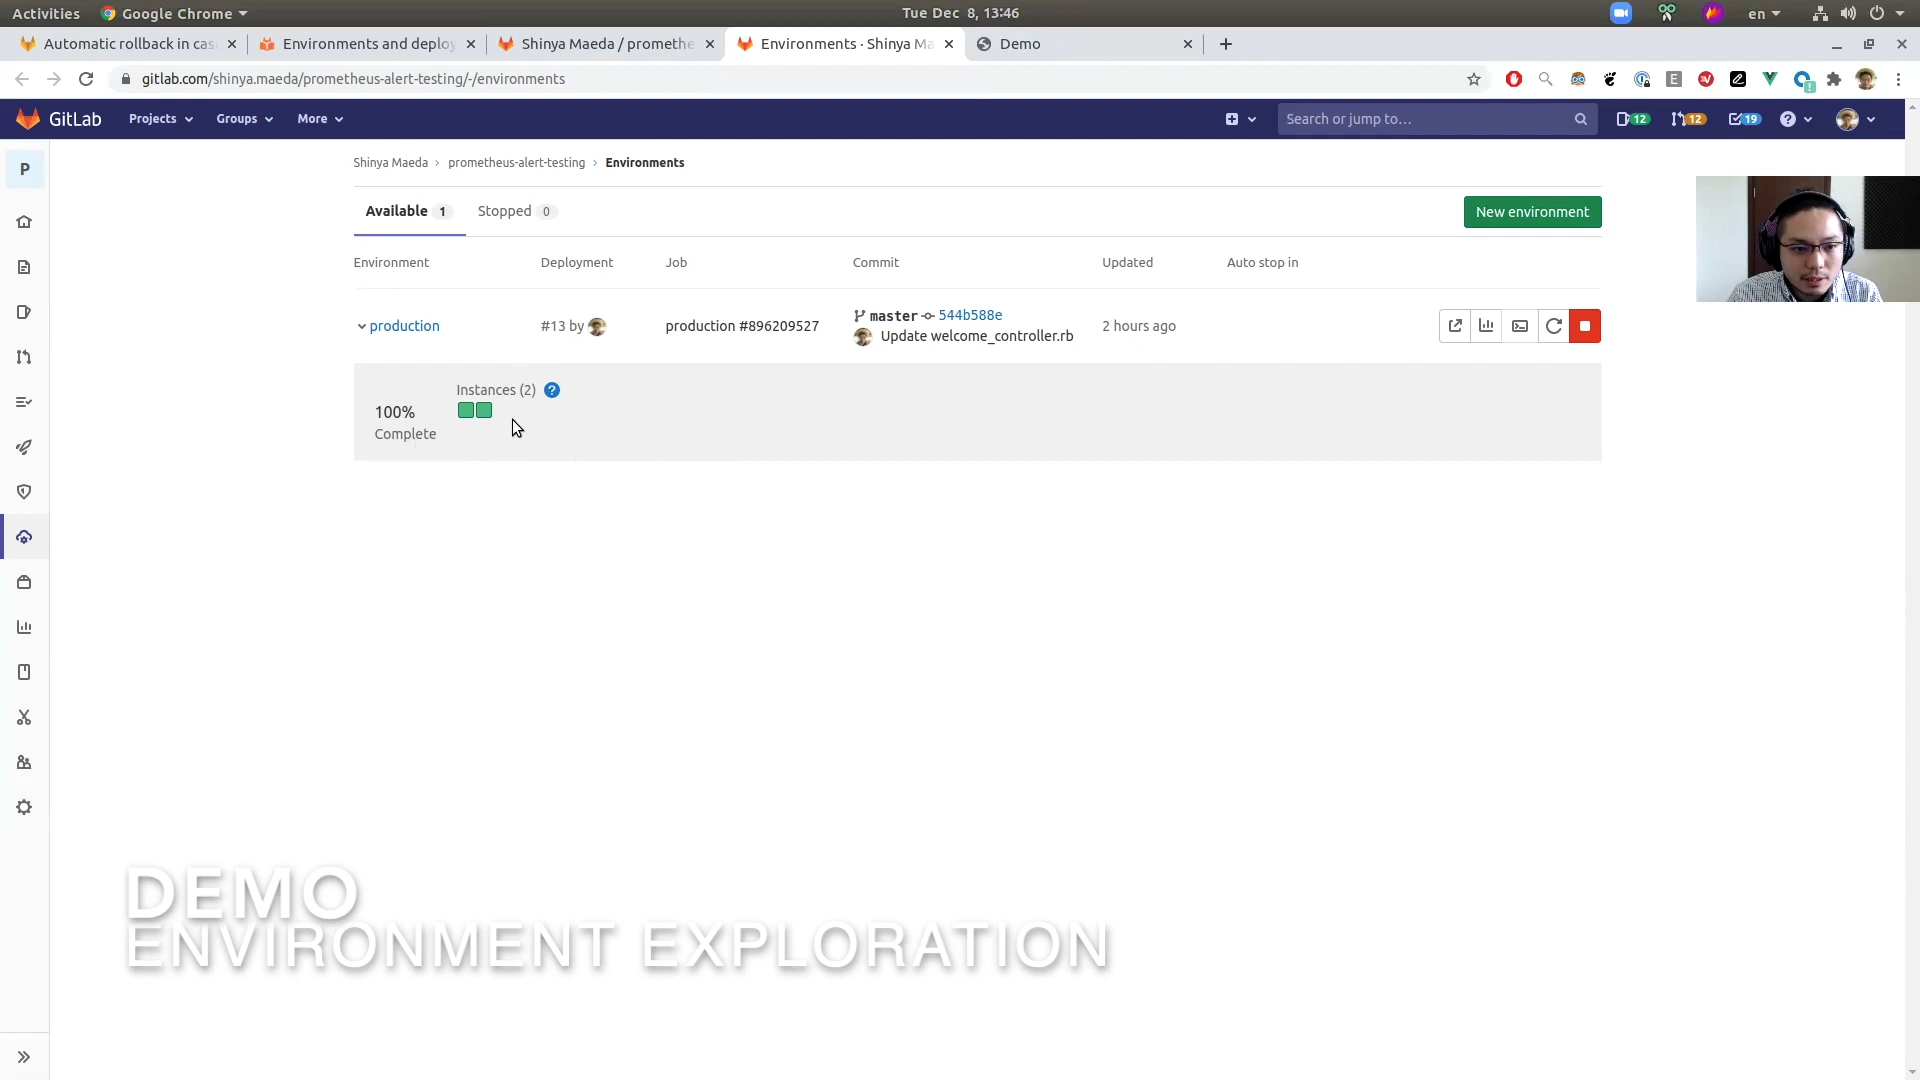 Activities Google Chrome Tue Dec 8, 13:46 en
Automatic rollback in cas Environments and deploy Shinya Maeda / promethe Environments · Shinya Ma Demo
gitlab.com/shinya.maeda/prometheus-alert-testing/-/environments
GitLab Projects Groups More Search or jump to… 12 12 19
P
Shinya Maeda › prometheus-alert-testing › Environments
Available 1 Stopped 0 New environment
Environment Deployment Job Commit Updated Auto stop in
production #13 by production #896209527 master 544b588e 2 hours ago
Update welcome_controller.rb
Instances (2) ?
100%
Complete
DEMO
ENVIRONMENT EXPLORATION